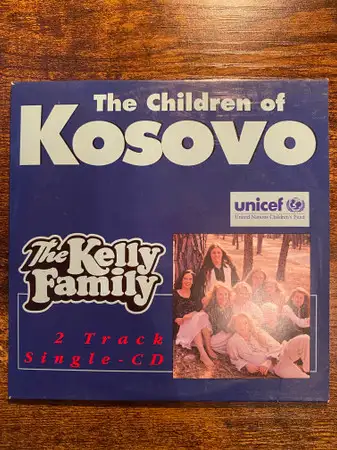 The Children of
Kosovo
unicef
United Nations Children's Fund
The Kelly
Family
2 Track
Single-CD